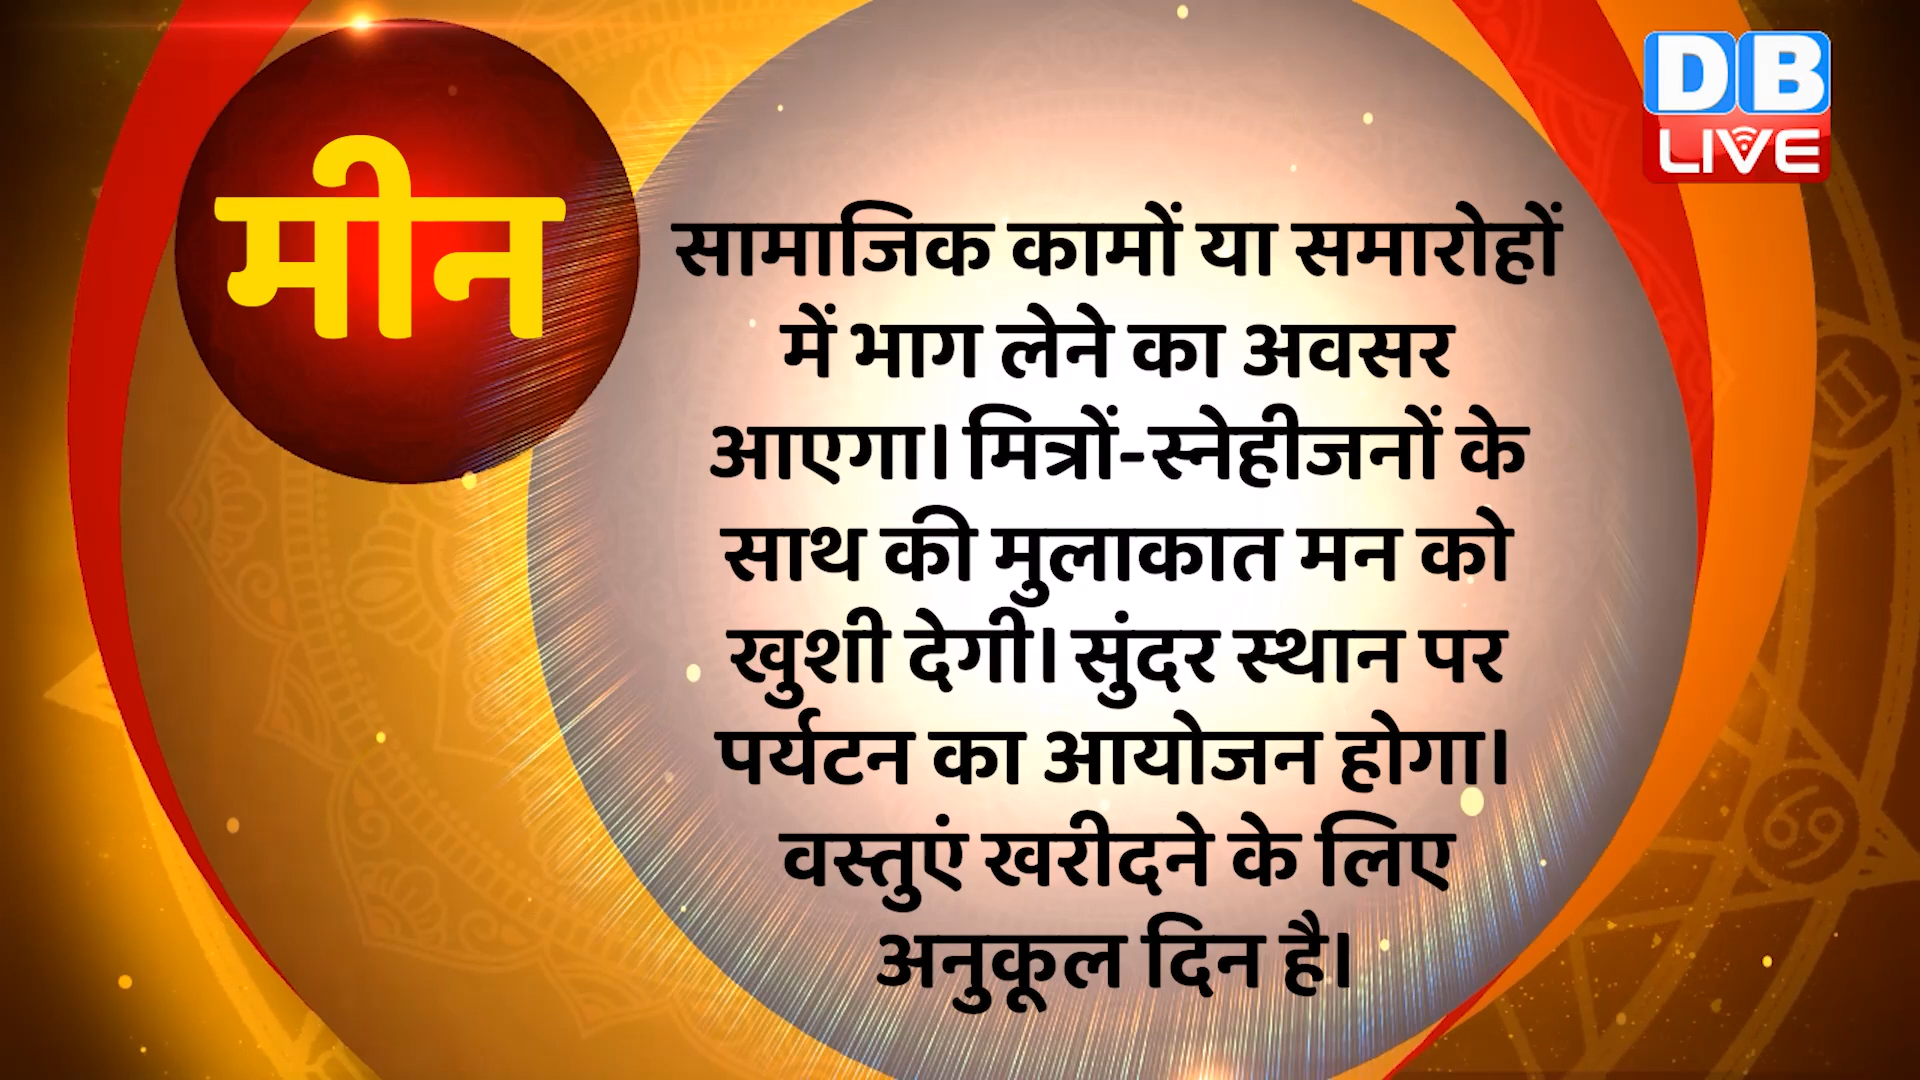 मीन
DB
LIVE
सामाजिक कामों या समारोहों
में भाग लेने का अवसर
आएगा। मित्रों-स्नेहीजनों के
साथ की मुलाकात मन को
खुशी देगी। सुंदर स्थान पर
पर्यटन का आयोजन होगा।
वस्तुएं खरीदने के लिए
अनुकूल दिन है।